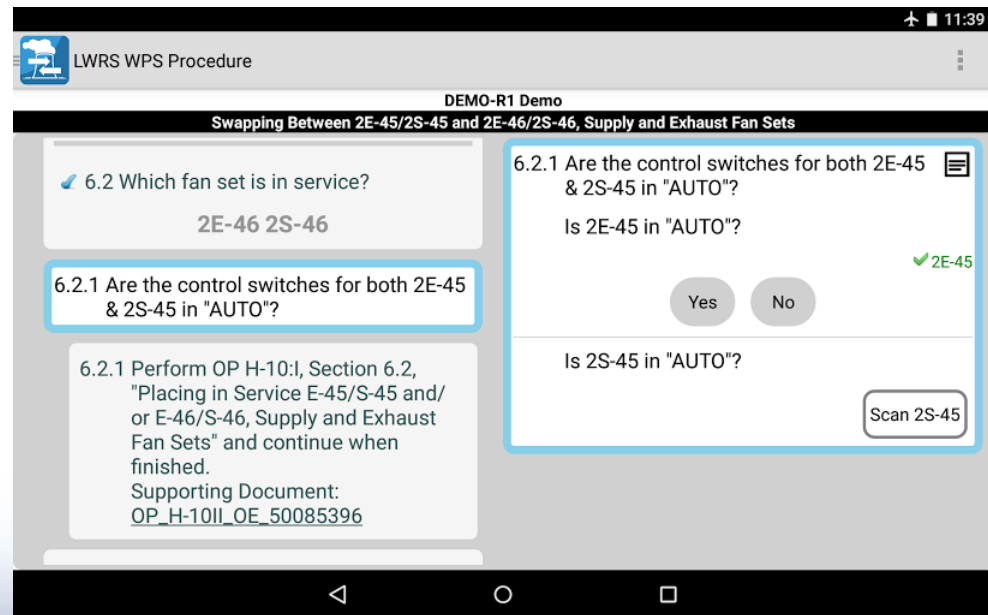 11:39
LWRS WPS Procedure
DEMO-R1 Demo
Swapping Between 2E-45/2S-45 and 2E-46/2S-46, Supply and Exhaust Fan Sets
6.2 Which fan set is in service?
2E-46 2S-46
6.2.1 Are the control switches for both 2E-45
& 2S-45 in "AUTO"?
6.2.1 Perform OP H-10:I, Section 6.2,
"Placing in Service E-45/S-45 and/
or E-46/S-46, Supply and Exhaust
Fan Sets" and continue when
finished.
Supporting Document:
OP_H-10II_OE_50085396
6.2.1 Are the control switches for both 2E-45
& 2S-45 in "AUTO"?
Is 2E-45 in "AUTO"?
2E-45
Yes No
Is 2S-45 in "AUTO"?
Scan 2S-45